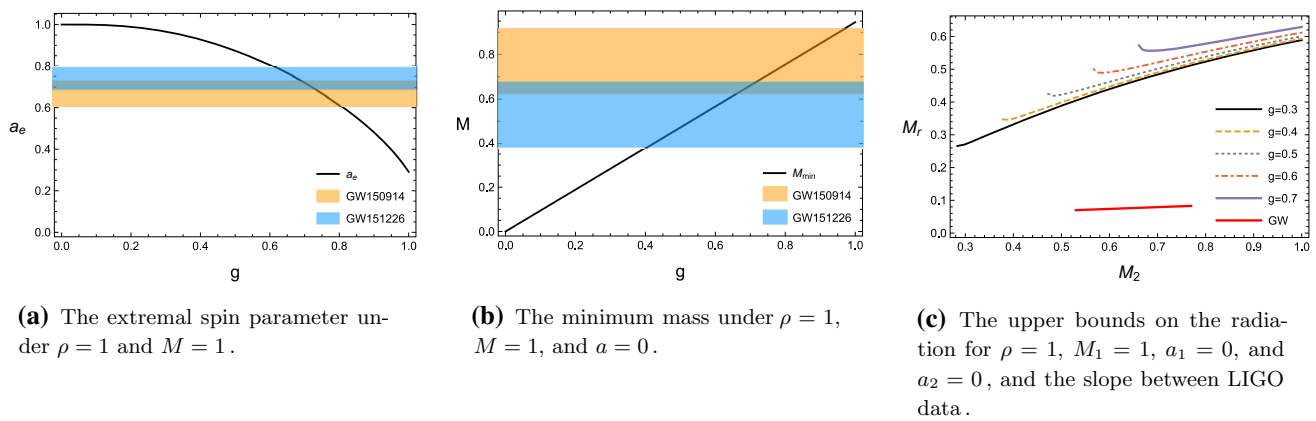 1.0
0.8
0.6
a_e
0.4
0.2
0.0
a_e
GW150914
GW151226
0.0 0.2 0.4 0.6 0.8 1.0
g
(a) The extremal spin parameter un-
der ρ = 1 and M = 1.
0.8
0.6
M
0.4
0.2
0.0
M_min
GW150914
GW151226
0.0 0.2 0.4 0.6 0.8 1.0
g
(b) The minimum mass under ρ = 1,
M = 1, and a = 0.
0.6
0.5
0.4
M_r
0.3
0.2
0.1
0.0
g=0.3
g=0.4
g=0.5
g=0.6
g=0.7
GW
0.3 0.4 0.5 0.6 0.7 0.8 0.9 1.0
M_2
(c) The upper bounds on the radia-
tion for ρ = 1, M_1 = 1, a_1 = 0, and
a_2 = 0, and the slope between LIGO
data.